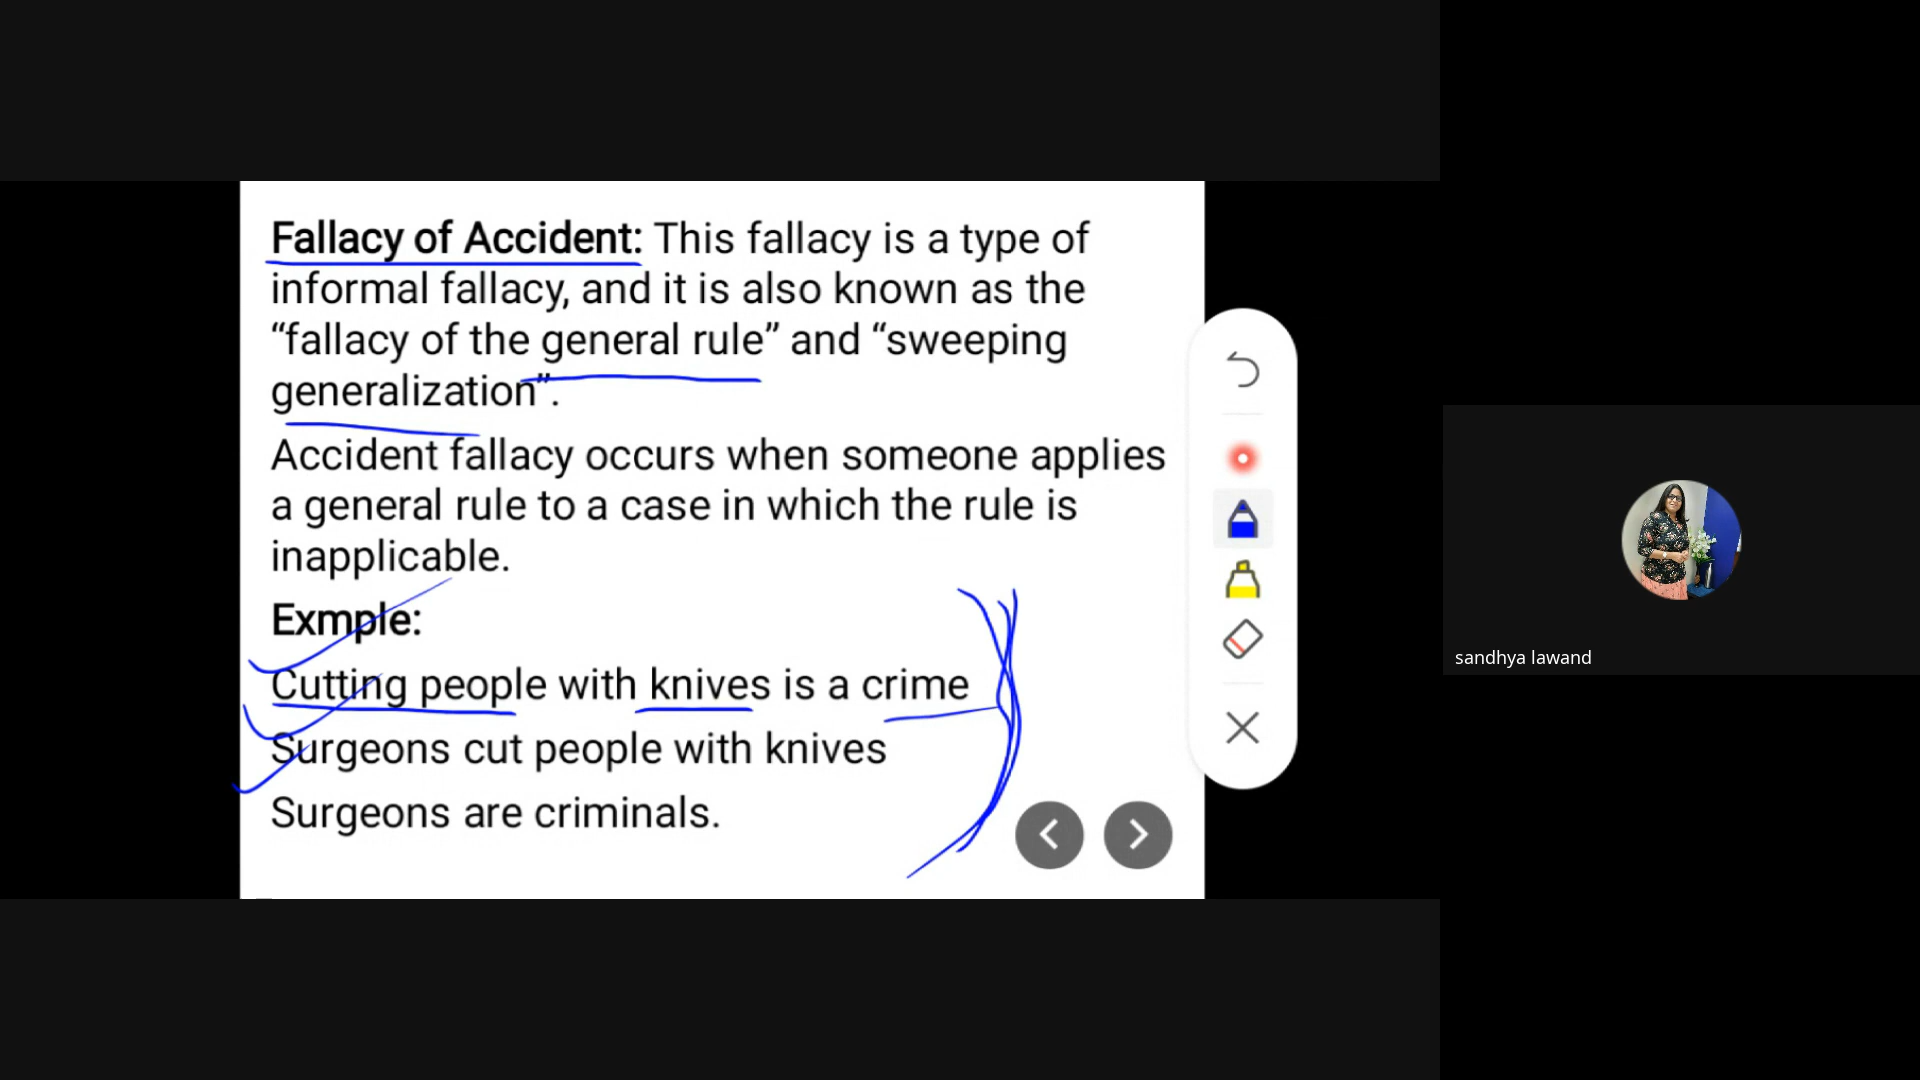 Fallacy of Accident: This fallacy is a type of
informal fallacy, and it is also known as the
“fallacy of the general rule” and “sweeping
generalization”.
Accident fallacy occurs when someone applies
a general rule to a case in which the rule is
inapplicable.
Exmple:
Cutting people with knives is a crime
Surgeons cut people with knives
Surgeons are criminals.
sandhya lawand